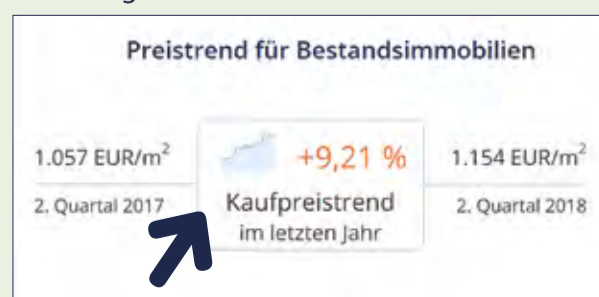 Preistrend für Bestandsimmobilien
1.057 EUR/m²
2. Quartal 2017
+9,21 %
Kaufpreistrend
im letzten Jahr
1.154 EUR/m²
2. Quartal 2018